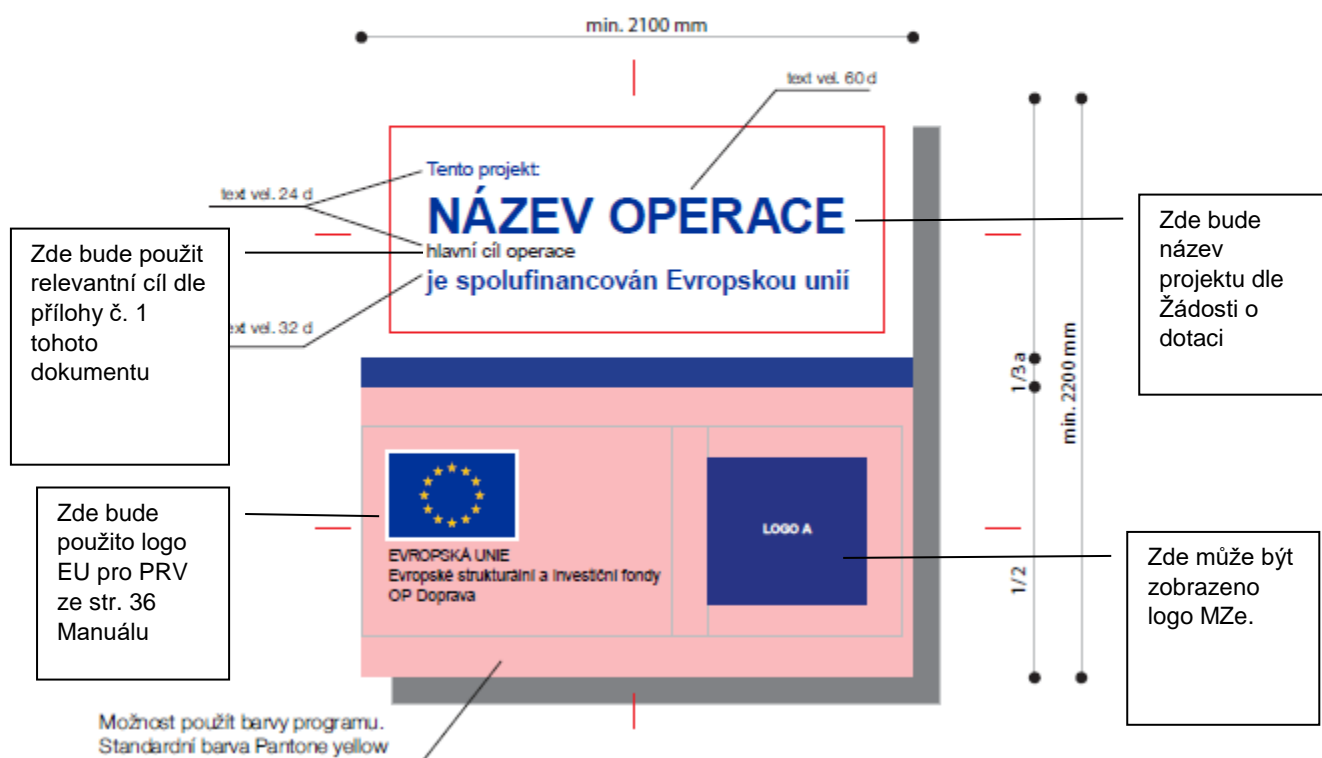 min. 2100 mm
text vel. 60 d
Tento projekt:
text vel. 24 d
NÁZEV OPERACE
hlavní cíl operace
je spolufinancován Evropskou unií
Zde bude použit
relevantní cíl dle
přílohy č. 1
tohoto
dokumentu
text vel. 32 d
Zde bude
název
projektu dle
Žádosti o
dotaci
1/3 a
min. 2200 mm
Zde bude
použito logo
EU pro PRV
ze str. 36
Manuálu
EVROPSKÁ UNIE
Evropské strukturální a investiční fondy
OP Doprava
LOGO A
1/2
Zde může být
zobrazeno
logo MZe.
Možnost použít barvy programu.
Standardní barva Pantone yellow